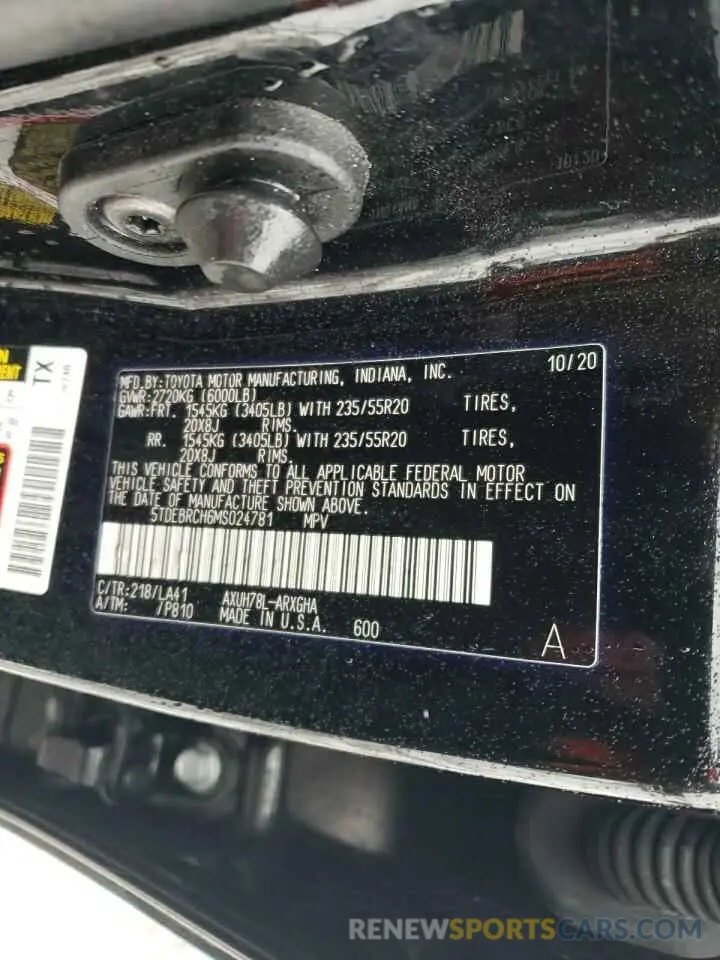 MFD.BY:TOYOTA MOTOR MANUFACTURING, INDIANA, INC. 10/20
GVWR:2720KG (6000LB)
GAWR:FRT. 1545KG (3405LB) WITH 235/55R20 TIRES,
20X8J RIMS.
RR. 1545KG (3405LB) WITH 235/55R20 TIRES,
20X8J RIMS.
THIS VEHICLE CONFORMS TO ALL APPLICABLE FEDERAL MOTOR
VEHICLE SAFETY AND THEFT PREVENTION STANDARDS IN EFFECT ON
THE DATE OF MANUFACTURE SHOWN ABOVE.
5TDEBRCH6MS024781 MPV
C/TR:218/LA41 AXUH78L-ARXGHA
A/TM: /P810 MADE IN U.S.A. 600
A
TX
RENEWSPORTSCARS.COM